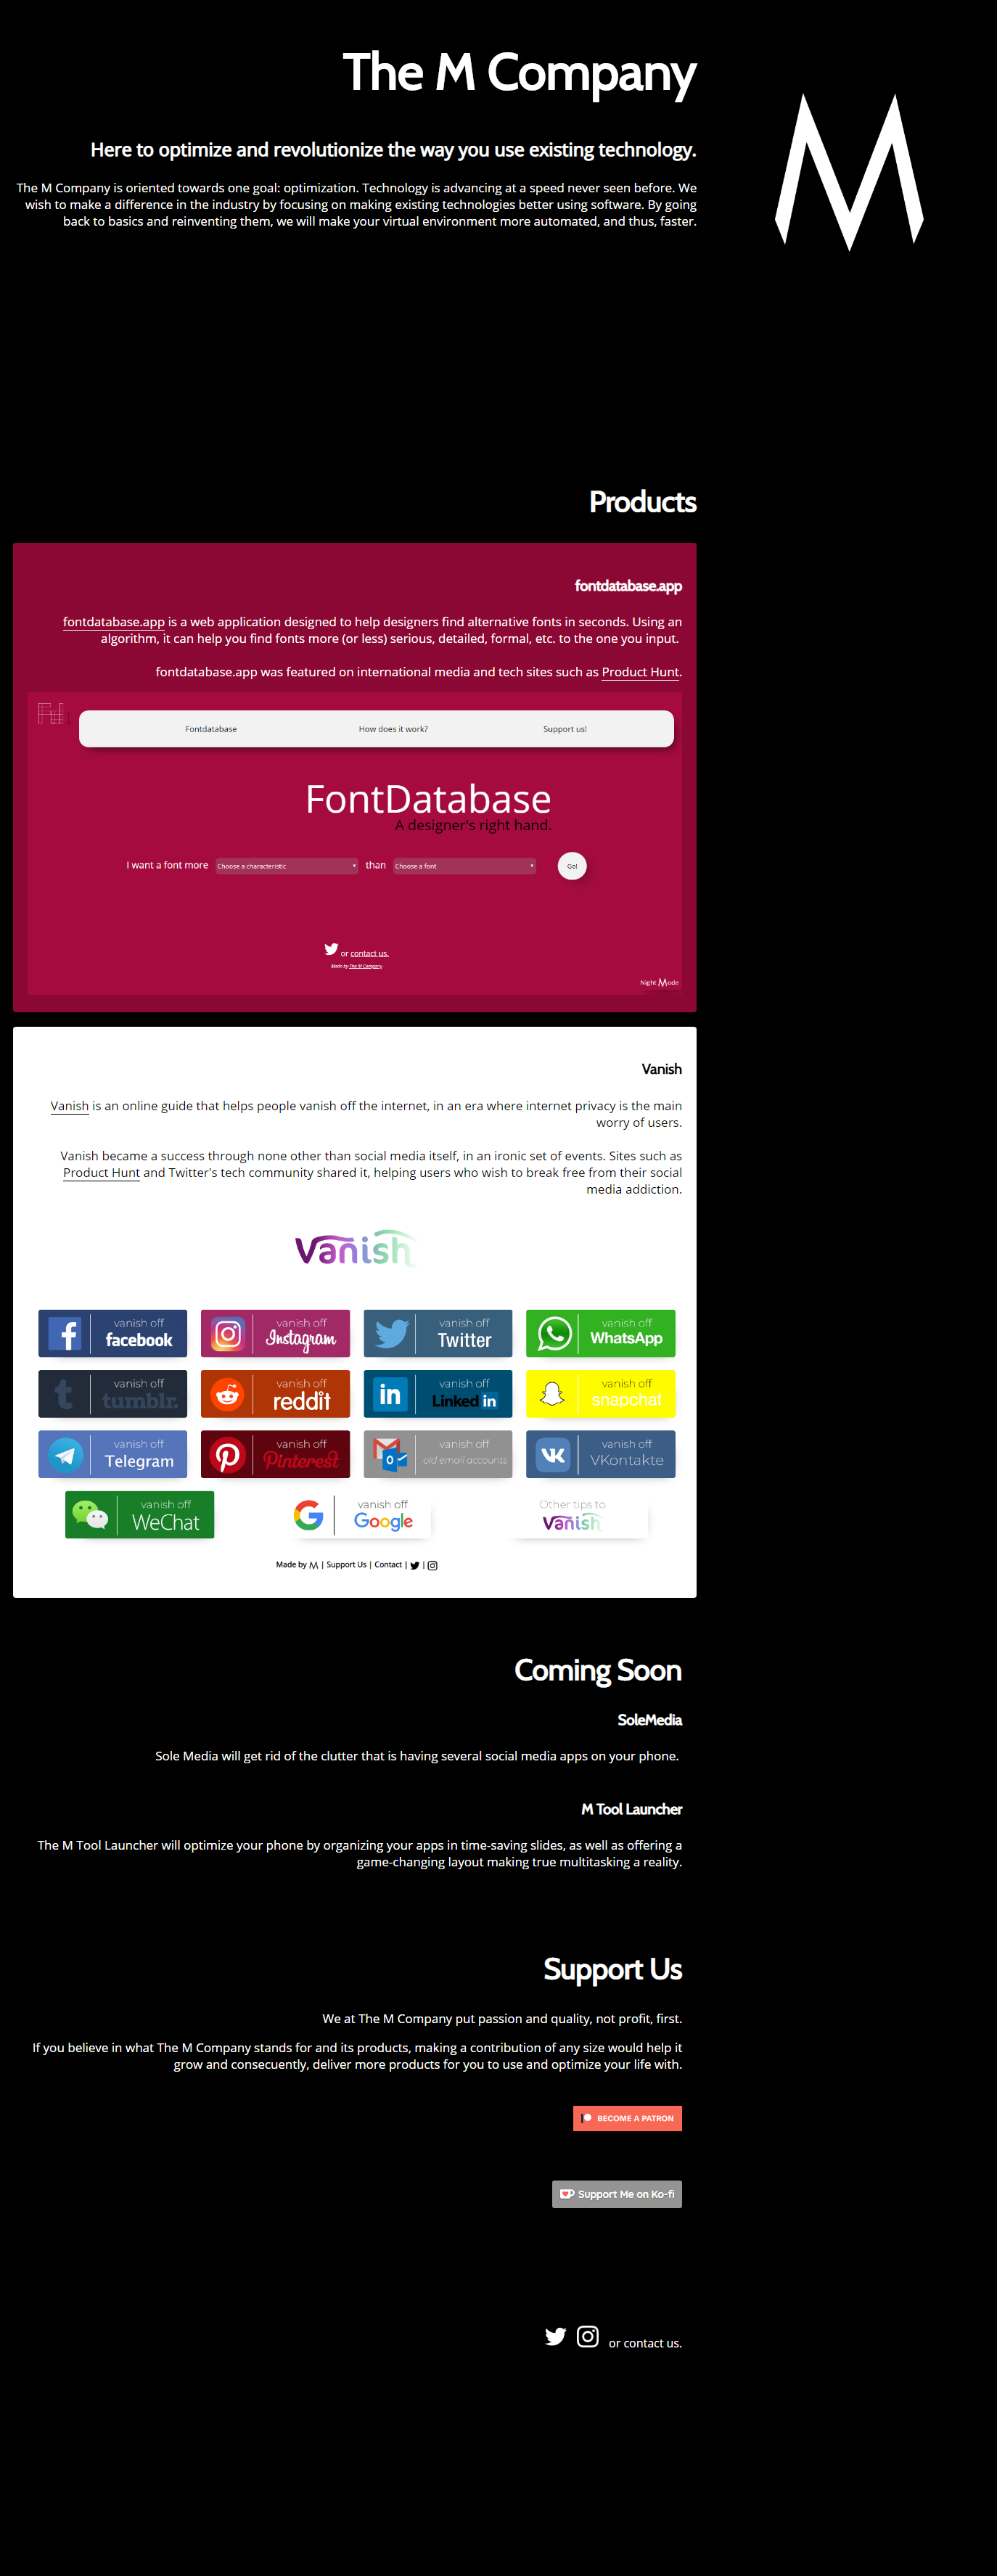 The M Company
Here to optimize and revolutionize the way you use existing technology.
The M Company is oriented towards one goal: optimization. Technology is advancing at a speed never seen before. We
wish to make a difference in the industry by focusing on making existing technologies better using software. By going
back to basics and reinventing them, we will make your virtual environment more automated, and thus, faster.
M
Products
fontdatabase.app
fontdatabase.app is a web application designed to help designers find alternative fonts in seconds. Using an
algorithm, it can help you find fonts more (or less) serious, detailed, formal, etc. to the one you input.
fontdatabase.app was featured on international media and tech sites such as Product Hunt.
Fd
Fontdatabase How does it work? Support us!
FontDatabase
A designer's right hand.
I want a font more Choose a characteristic than Choose a font Go!
or contact us.
Made by The M Company.
Night Mode
Vanish
Vanish is an online guide that helps people vanish off the internet, in an era where internet privacy is the main
worry of users.
Vanish became a success through none other than social media itself, in an ironic set of events. Sites such as
Product Hunt and Twitter's tech community shared it, helping users who wish to break free from their social
media addiction.
Vanish
vanish off facebook
vanish off Instagram
vanish off Twitter
vanish off WhatsApp
vanish off tumblr.
vanish off reddit
vanish off Linked in
vanish off snapchat
vanish off Telegram
vanish off Pinterest
vanish off old email accounts
vanish off VKontakte
vanish off WeChat
vanish off Google
Other tips to Vanish
Made by M | Support Us | Contact | |
Coming Soon
SoleMedia
Sole Media will get rid of the clutter that is having several social media apps on your phone.
M Tool Launcher
The M Tool Launcher will optimize your phone by organizing your apps in time-saving slides, as well as offering a
game-changing layout making true multitasking a reality.
Support Us
We at The M Company put passion and quality, not profit, first.
If you believe in what The M Company stands for and its products, making a contribution of any size would help it
grow and consecuently, deliver more products for you to use and optimize your life with.
BECOME A PATRON
Support Me on Ko-fi
or contact us.